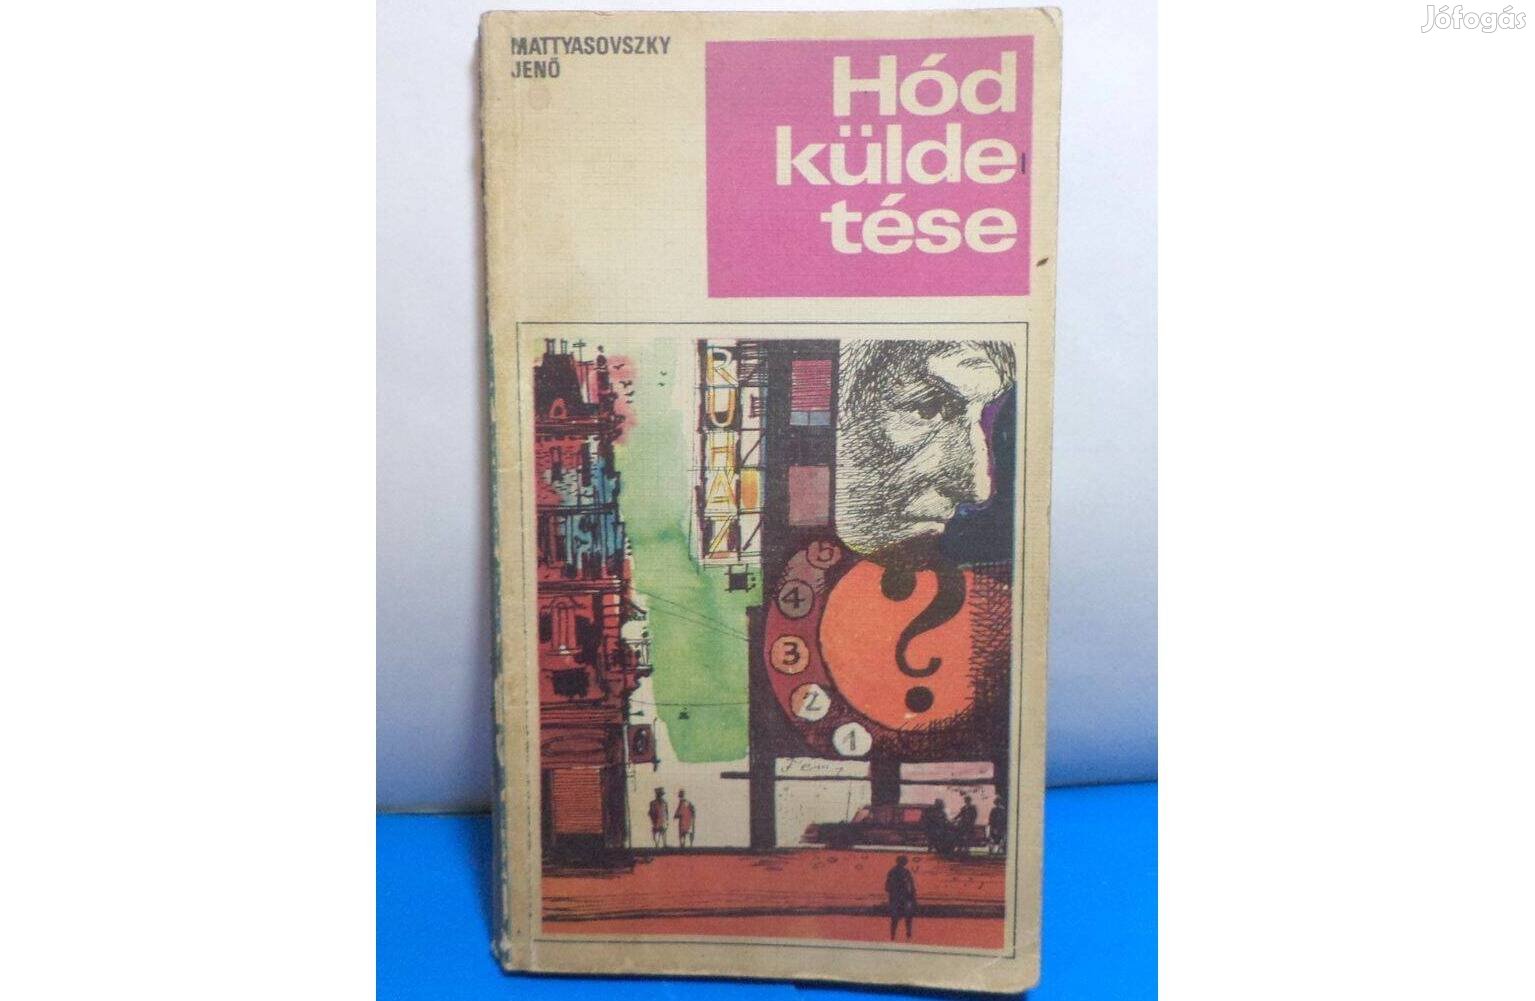 Jófogás
MATTYASOVSZKY
JENŐ
Hód
külde
tése
RUHÁZ
5
4
?
3
2
1